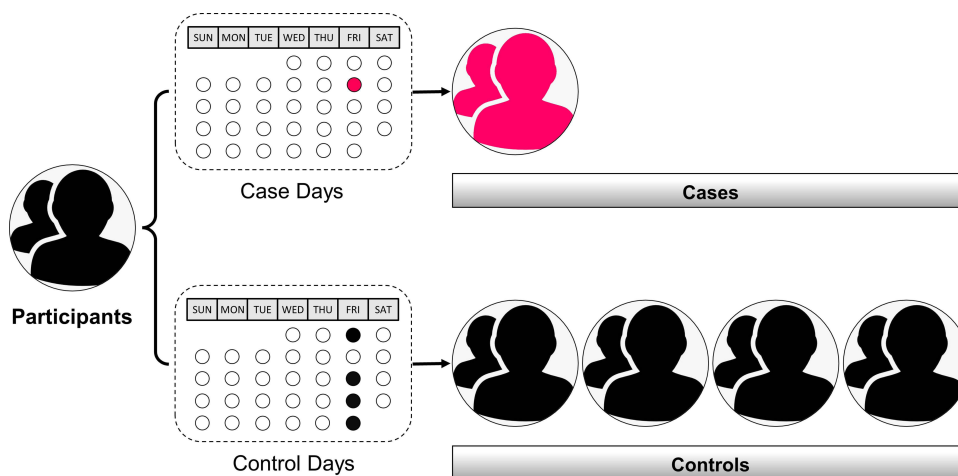 SUN MON TUE WED THU FRI SAT
Case Days
Cases
Participants
SUN MON TUE WED THU FRI SAT
Control Days
Controls